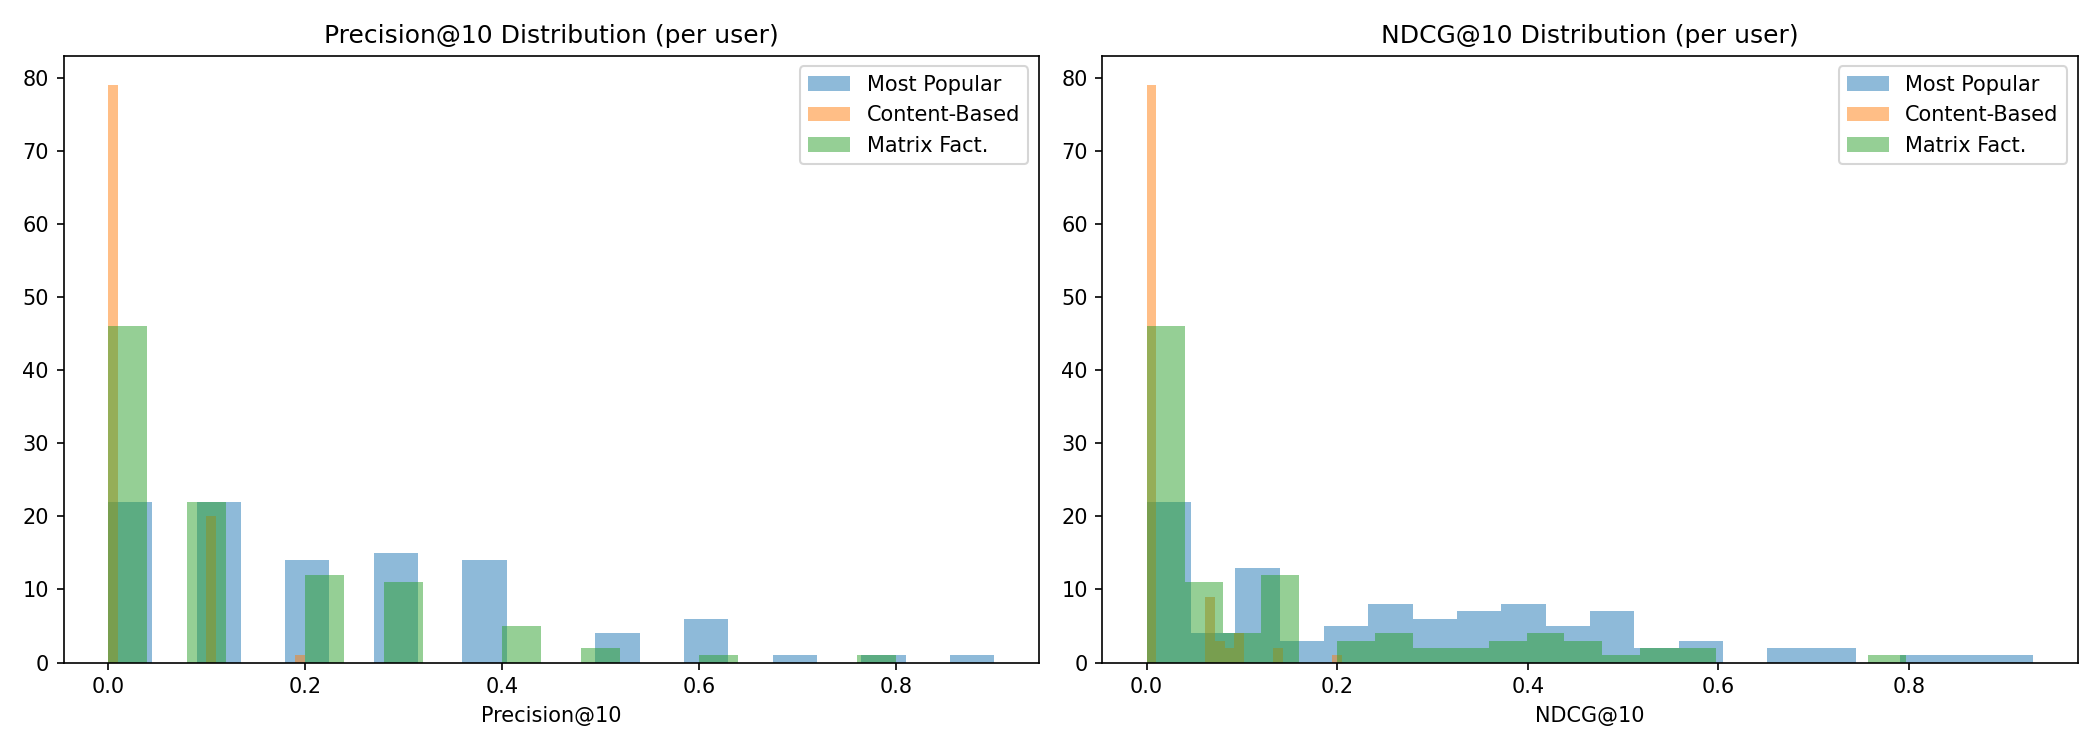 Precision@10 Distribution (per user)
80
70
60
50
40
30
20
10
0
0.0 0.2 0.4 0.6 0.8
Precision@10
Most Popular
Content-Based
Matrix Fact.
NDCG@10 Distribution (per user)
80
70
60
50
40
30
20
10
0
0.0 0.2 0.4 0.6 0.8
NDCG@10
Most Popular
Content-Based
Matrix Fact.